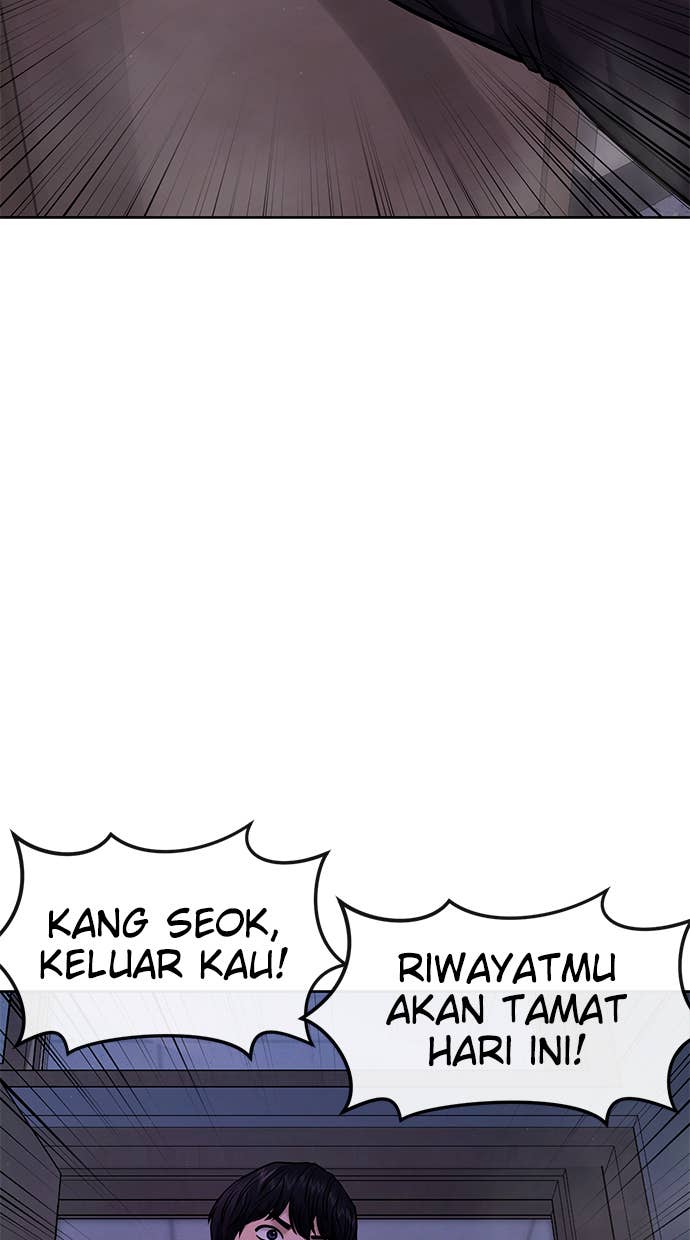 KANG SEOK,
KELUAR KAU!
RIWAYATMU
AKAN TAMAT
HARI INI!